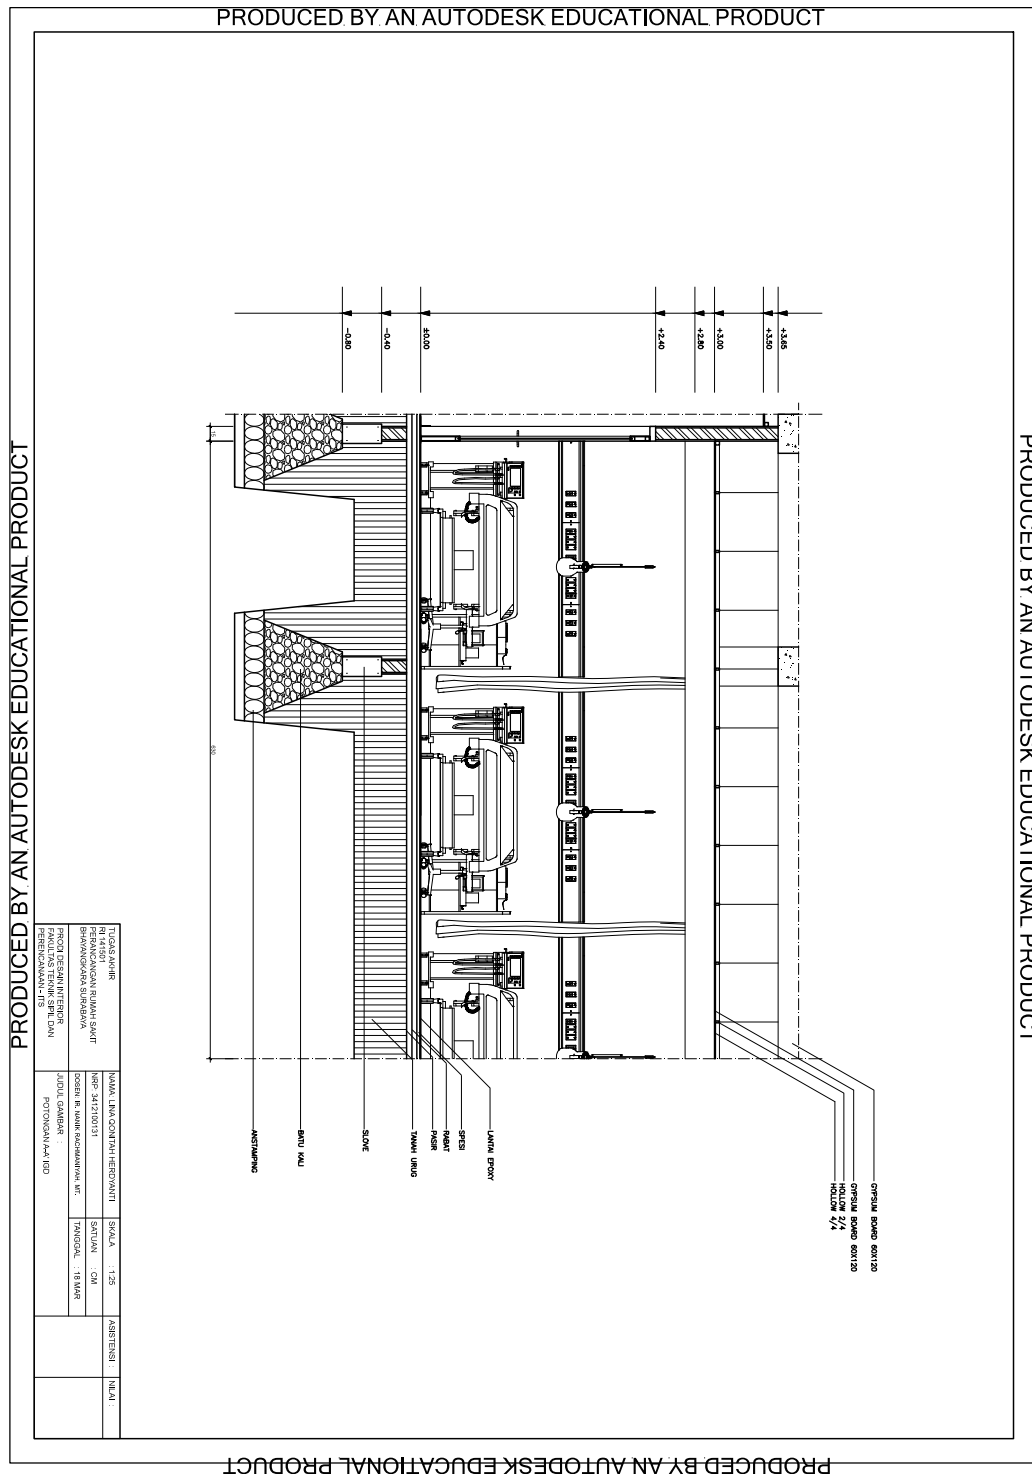 PRODUCED BY AN AUTODESK EDUCATIONAL PRODUCT
PRODUCED BY AN AUTODESK EDUCATIONAL PRODUCT
PRODUCED BY AN AUTODESK EDUCATIONAL PRODUCT
PRODUCED BY AN AUTODESK EDUCATIONAL PRODUCT
+3.65
+3.50
+3.00
+2.80
+2.40
±0.00
-0.40
-0.80
15
630
GYPSUM BOARD 60X120
GYPSUM BOARD 60X120
HOLLOW 2/4
HOLLOW 4/4
LANTAI EPOXY
SPESI
RABAT
PASIR
TANAH URUG
SLOVE
BATU KALI
ANSTAMPING
TUGAS AKHIR
RI 141501
PERANCANGAN RUMAH SAKIT
BHAYANGKARA SURABAYA
PRODI DESAIN INTERIOR
FAKULTAS TEKNIK SIPIL DAN
PERENCANAAN - ITS
NAMA: LINA QONITAH HERDYANTI
NRP: 3412100131
DOSEN: IR. NANIK RACHMANIYAH, MT.
JUDUL GAMBAR :
POTONGAN A-A' IGD
SKALA : 1:25
SATUAN : CM
TANGGAL : 18 MAR
ASISTENSI :
NILAI :